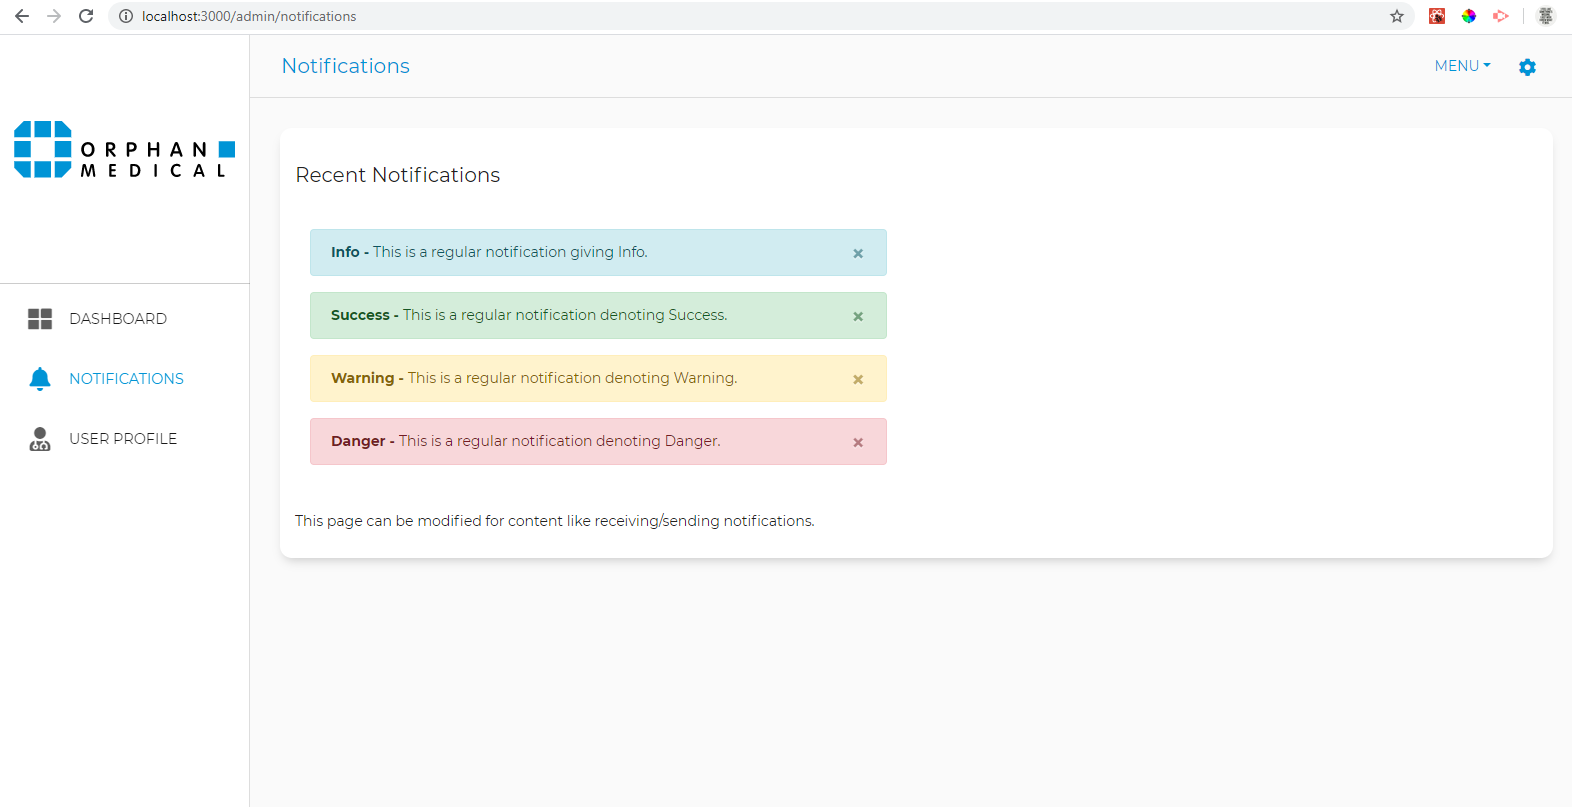 localhost:3000/admin/notifications
Notifications
MENU
ORPHAN
MEDICAL
Recent Notifications
Info - This is a regular notification giving Info. ×
Success - This is a regular notification denoting Success. ×
Warning - This is a regular notification denoting Warning. ×
Danger - This is a regular notification denoting Danger. ×
This page can be modified for content like receiving/sending notifications.
DASHBOARD
NOTIFICATIONS
USER PROFILE